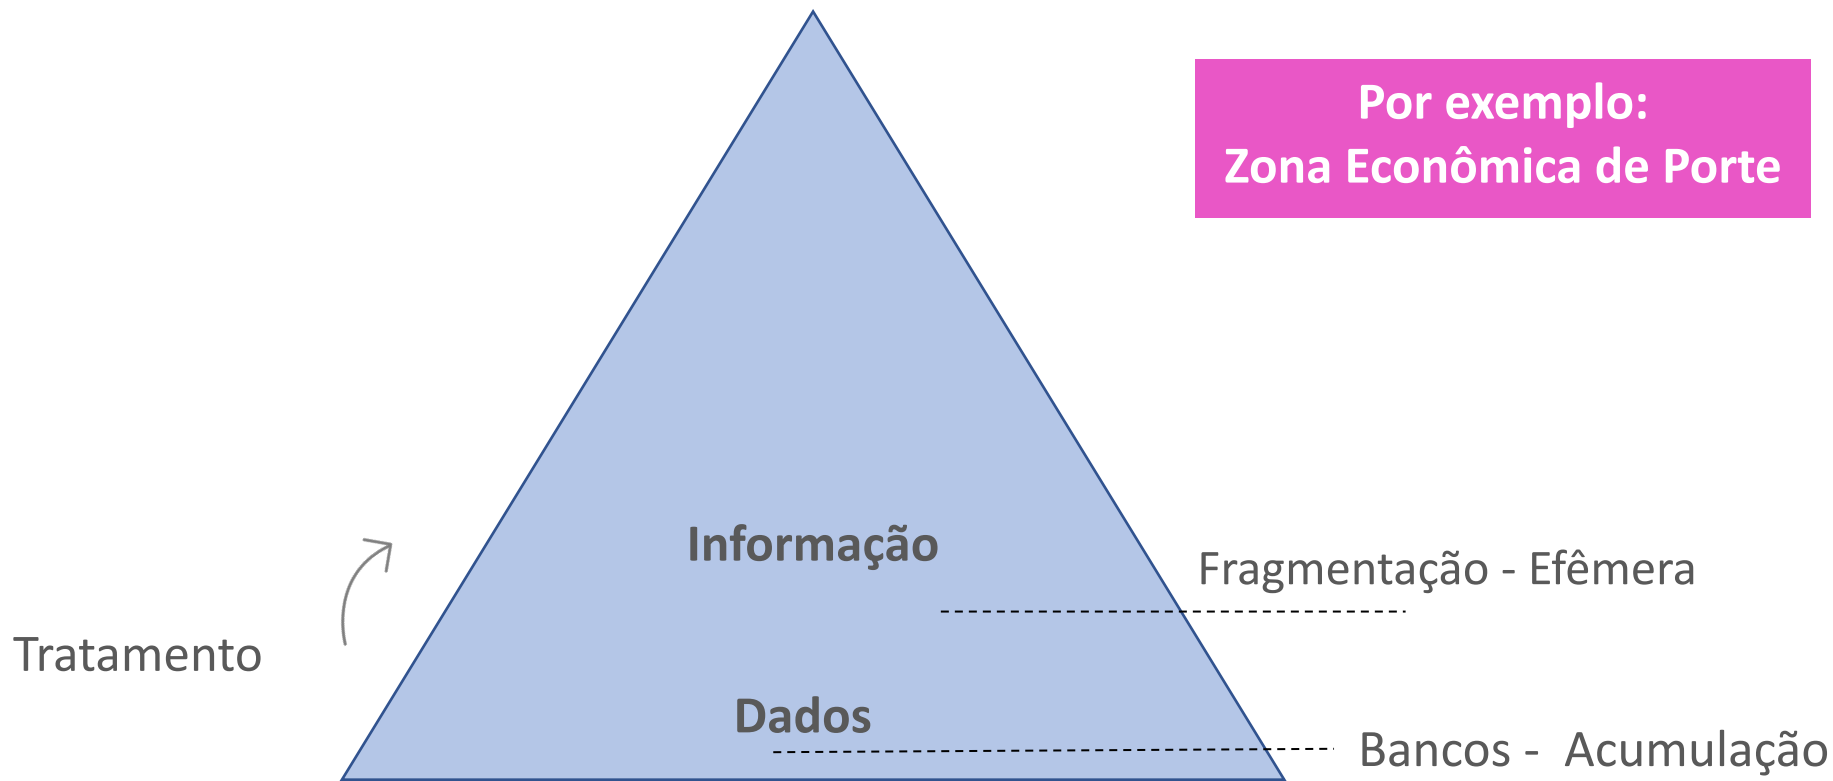 Por exemplo:
Zona Econômica de Porte
Informação
Fragmentação - Efêmera
Tratamento
Dados
Bancos - Acumulação